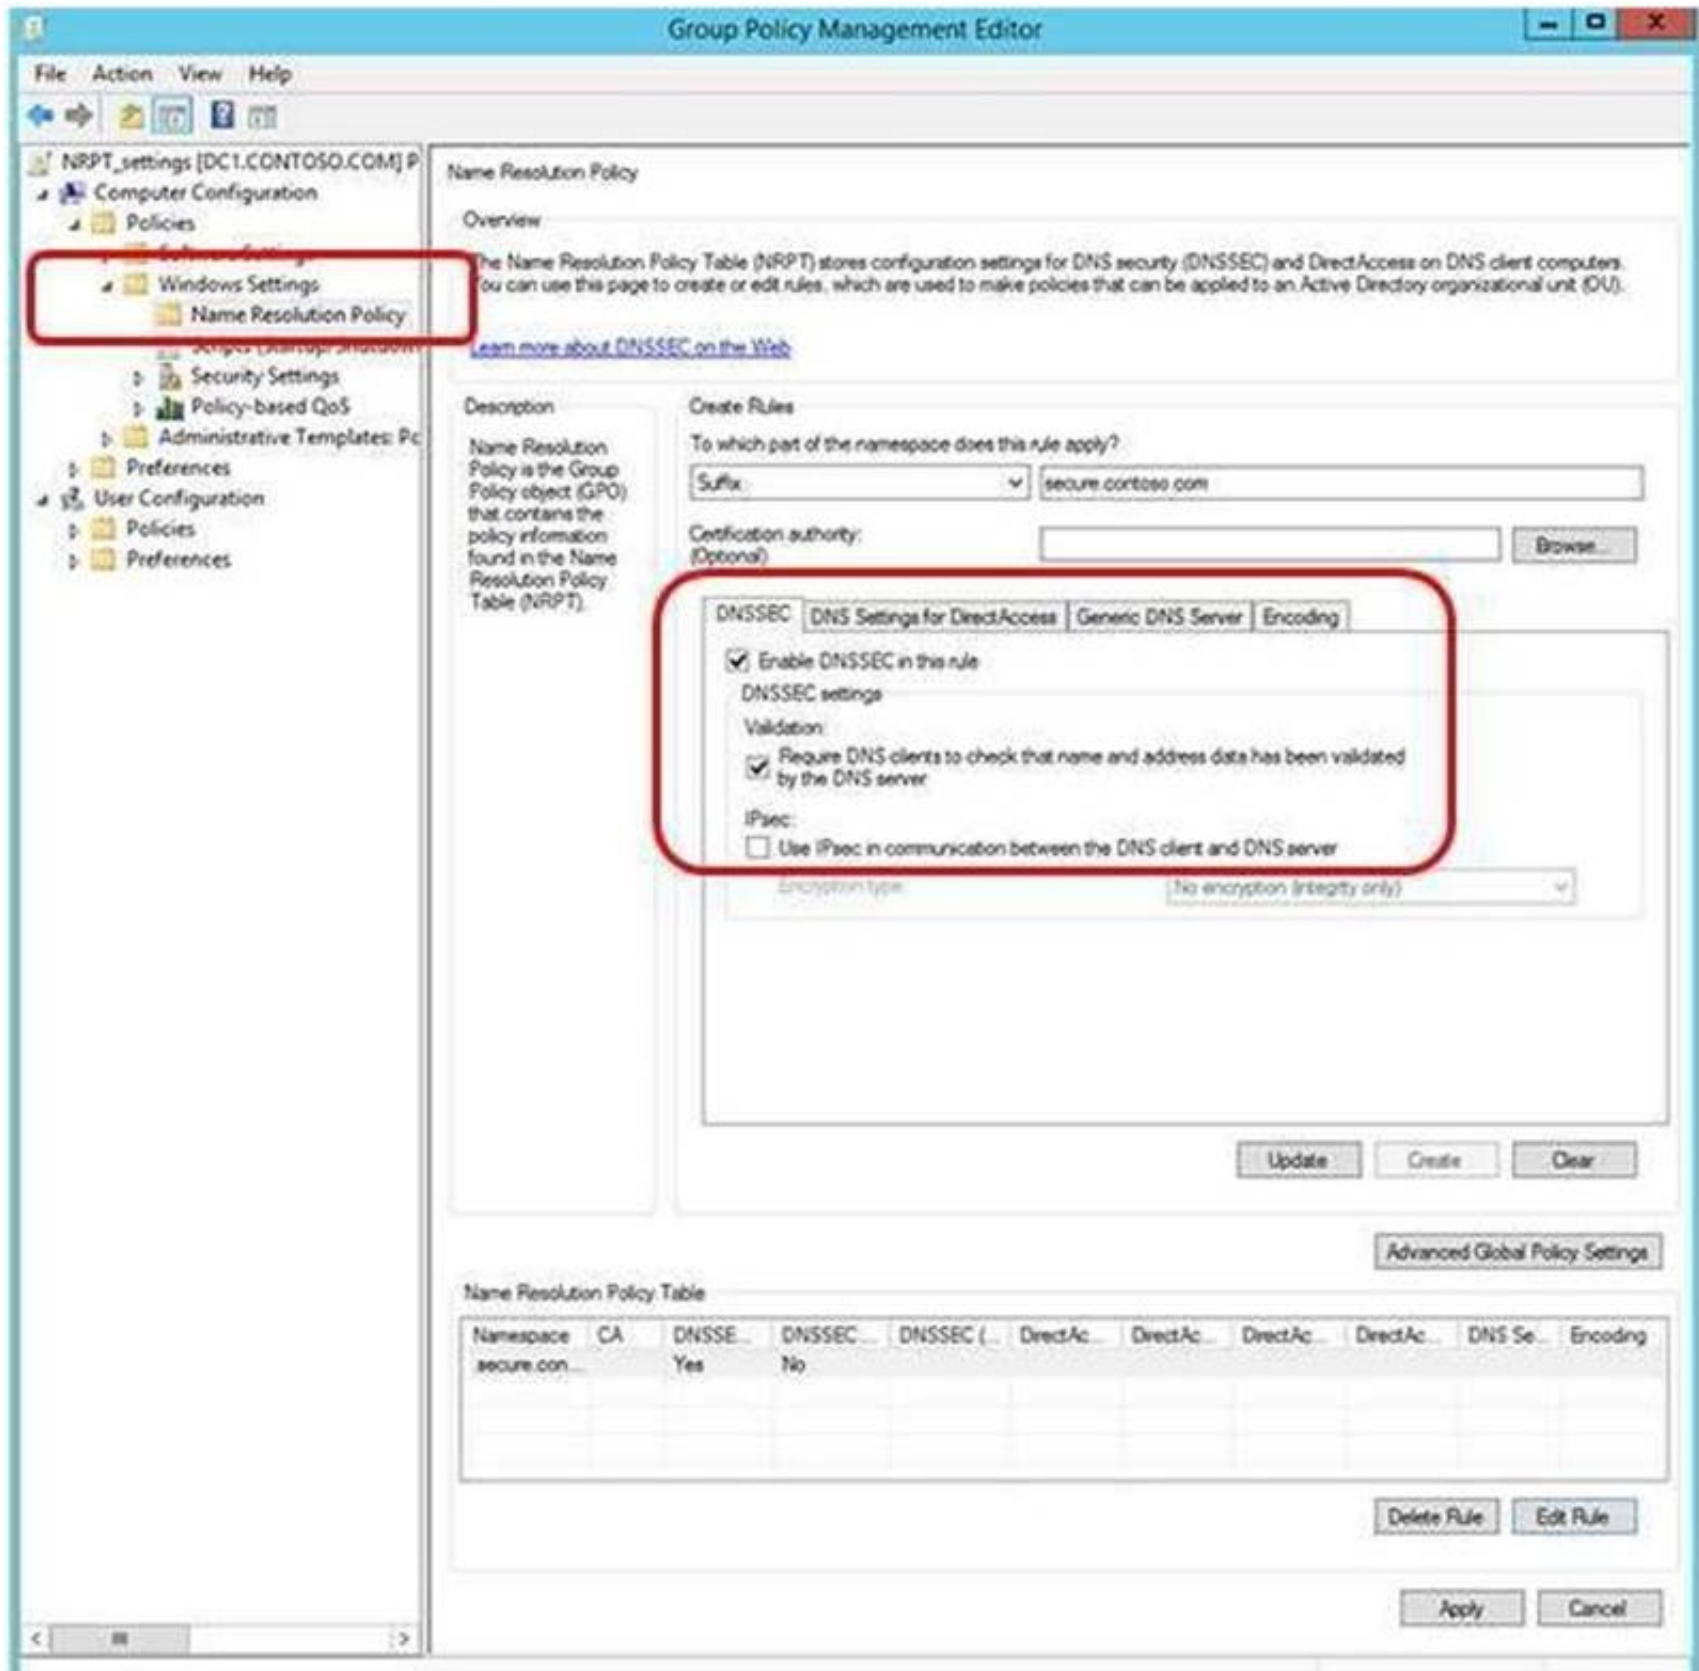 Group Policy Management Editor
File Action View Help
NRPT_settings [DC1.CONTOSO.COM] P
Computer Configuration
Policies
Software Settings
Windows Settings
Name Resolution Policy
Scripts (Startup/Shutdown
Security Settings
Policy-based QoS
Administrative Templates: Po
Preferences
User Configuration
Policies
Preferences
Name Resolution Policy
Overview
The Name Resolution Policy Table (NRPT) stores configuration settings for DNS security (DNSSEC) and DirectAccess on DNS client computers.
You can use this page to create or edit rules, which are used to make policies that can be applied to an Active Directory organizational unit (OU).
Learn more about DNSSEC on the Web
Description
Name Resolution
Policy is the Group
Policy object (GPO)
that contains the
policy information
found in the Name
Resolution Policy
Table (NRPT).
Create Rules
To which part of the namespace does this rule apply?
Suffix secure.contoso.com
Certification authority:
(Optional)
Browse...
DNSSEC DNS Settings for DirectAccess Generic DNS Server Encoding
Enable DNSSEC in this rule
DNSSEC settings
Validation:
Require DNS clients to check that name and address data has been validated
by the DNS server
IPsec:
Use IPsec in communication between the DNS client and DNS server
Encryption type: No encryption (integrity only)
Update Create Clear
Advanced Global Policy Settings
Name Resolution Policy Table
Namespace CA DNSSE... DNSSEC ... DNSSEC (... DirectAc... DirectAc... DirectAc... DirectAc... DNS Se... Encoding
secure.con... Yes No
Delete Rule Edit Rule
Apply Cancel